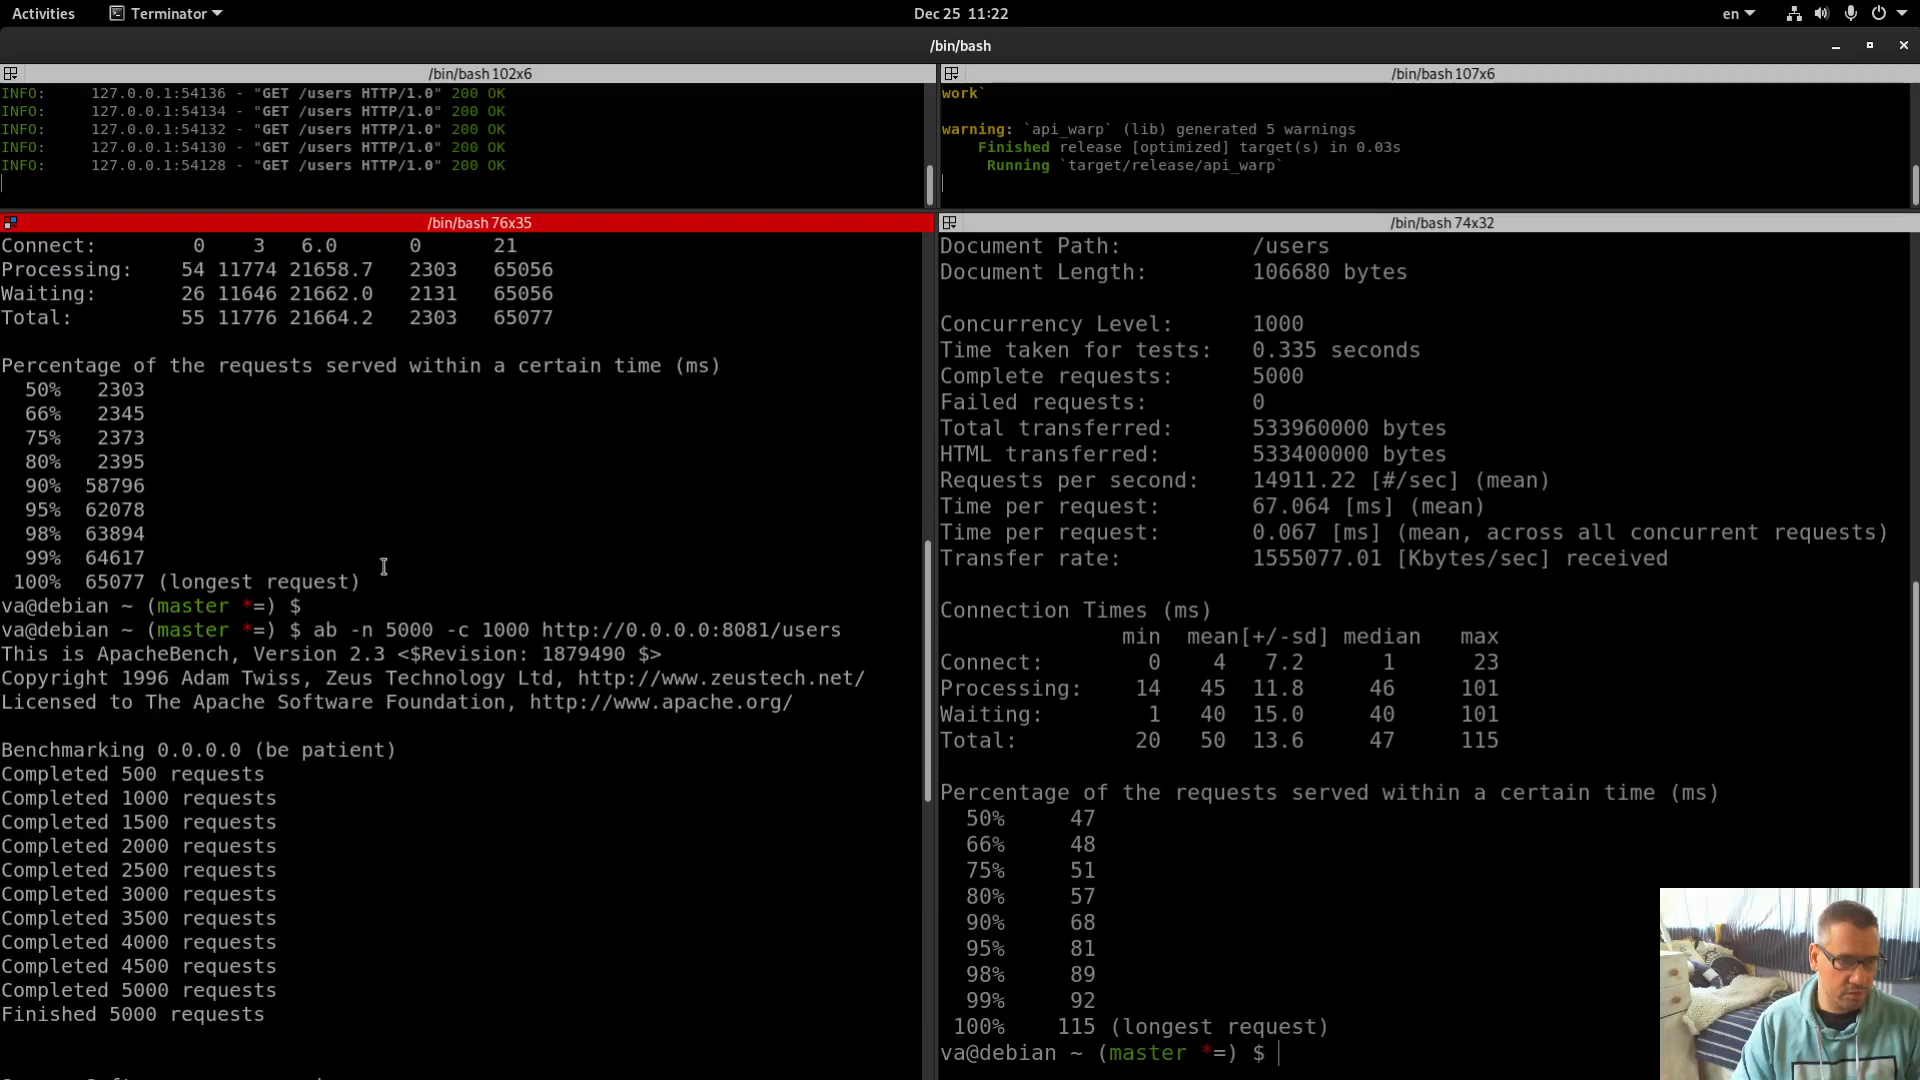 Activities Terminator Dec 25 11:22 en
/bin/bash
/bin/bash 102x6
INFO: 127.0.0.1:54136 - "GET /users HTTP/1.0" 200 OK
INFO: 127.0.0.1:54134 - "GET /users HTTP/1.0" 200 OK
INFO: 127.0.0.1:54132 - "GET /users HTTP/1.0" 200 OK
INFO: 127.0.0.1:54130 - "GET /users HTTP/1.0" 200 OK
INFO: 127.0.0.1:54128 - "GET /users HTTP/1.0" 200 OK
/bin/bash 107x6
work`
warning: `api_warp` (lib) generated 5 warnings
Finished release [optimized] target(s) in 0.03s
Running `target/release/api_warp`
/bin/bash 76x35
Connect: 0 3 6.0 0 21
Processing: 54 11774 21658.7 2303 65056
Waiting: 26 11646 21662.0 2131 65056
Total: 55 11776 21664.2 2303 65077
Percentage of the requests served within a certain time (ms)
50% 2303
66% 2345
75% 2373
80% 2395
90% 58796
95% 62078
98% 63894
99% 64617
100% 65077 (longest request)
va@debian ~ (master *=) $
va@debian ~ (master *=) $ ab -n 5000 -c 1000 http://0.0.0.0:8081/users
This is ApacheBench, Version 2.3 <$Revision: 1879490 $>
Copyright 1996 Adam Twiss, Zeus Technology Ltd, http://www.zeustech.net/
Licensed to The Apache Software Foundation, http://www.apache.org/
Benchmarking 0.0.0.0 (be patient)
Completed 500 requests
Completed 1000 requests
Completed 1500 requests
Completed 2000 requests
Completed 2500 requests
Completed 3000 requests
Completed 3500 requests
Completed 4000 requests
Completed 4500 requests
Completed 5000 requests
Finished 5000 requests
/bin/bash 74x32
Document Path: /users
Document Length: 106680 bytes
Concurrency Level: 1000
Time taken for tests: 0.335 seconds
Complete requests: 5000
Failed requests: 0
Total transferred: 533960000 bytes
HTML transferred: 533400000 bytes
Requests per second: 14911.22 [#/sec] (mean)
Time per request: 67.064 [ms] (mean)
Time per request: 0.067 [ms] (mean, across all concurrent requests)
Transfer rate: 1555077.01 [Kbytes/sec] received
Connection Times (ms)
min mean[+/-sd] median max
Connect: 0 4 7.2 1 23
Processing: 14 45 11.8 46 101
Waiting: 1 40 15.0 40 101
Total: 20 50 13.6 47 115
Percentage of the requests served within a certain time (ms)
50% 47
66% 48
75% 51
80% 57
90% 68
95% 81
98% 89
99% 92
100% 115 (longest request)
va@debian ~ (master *=) $